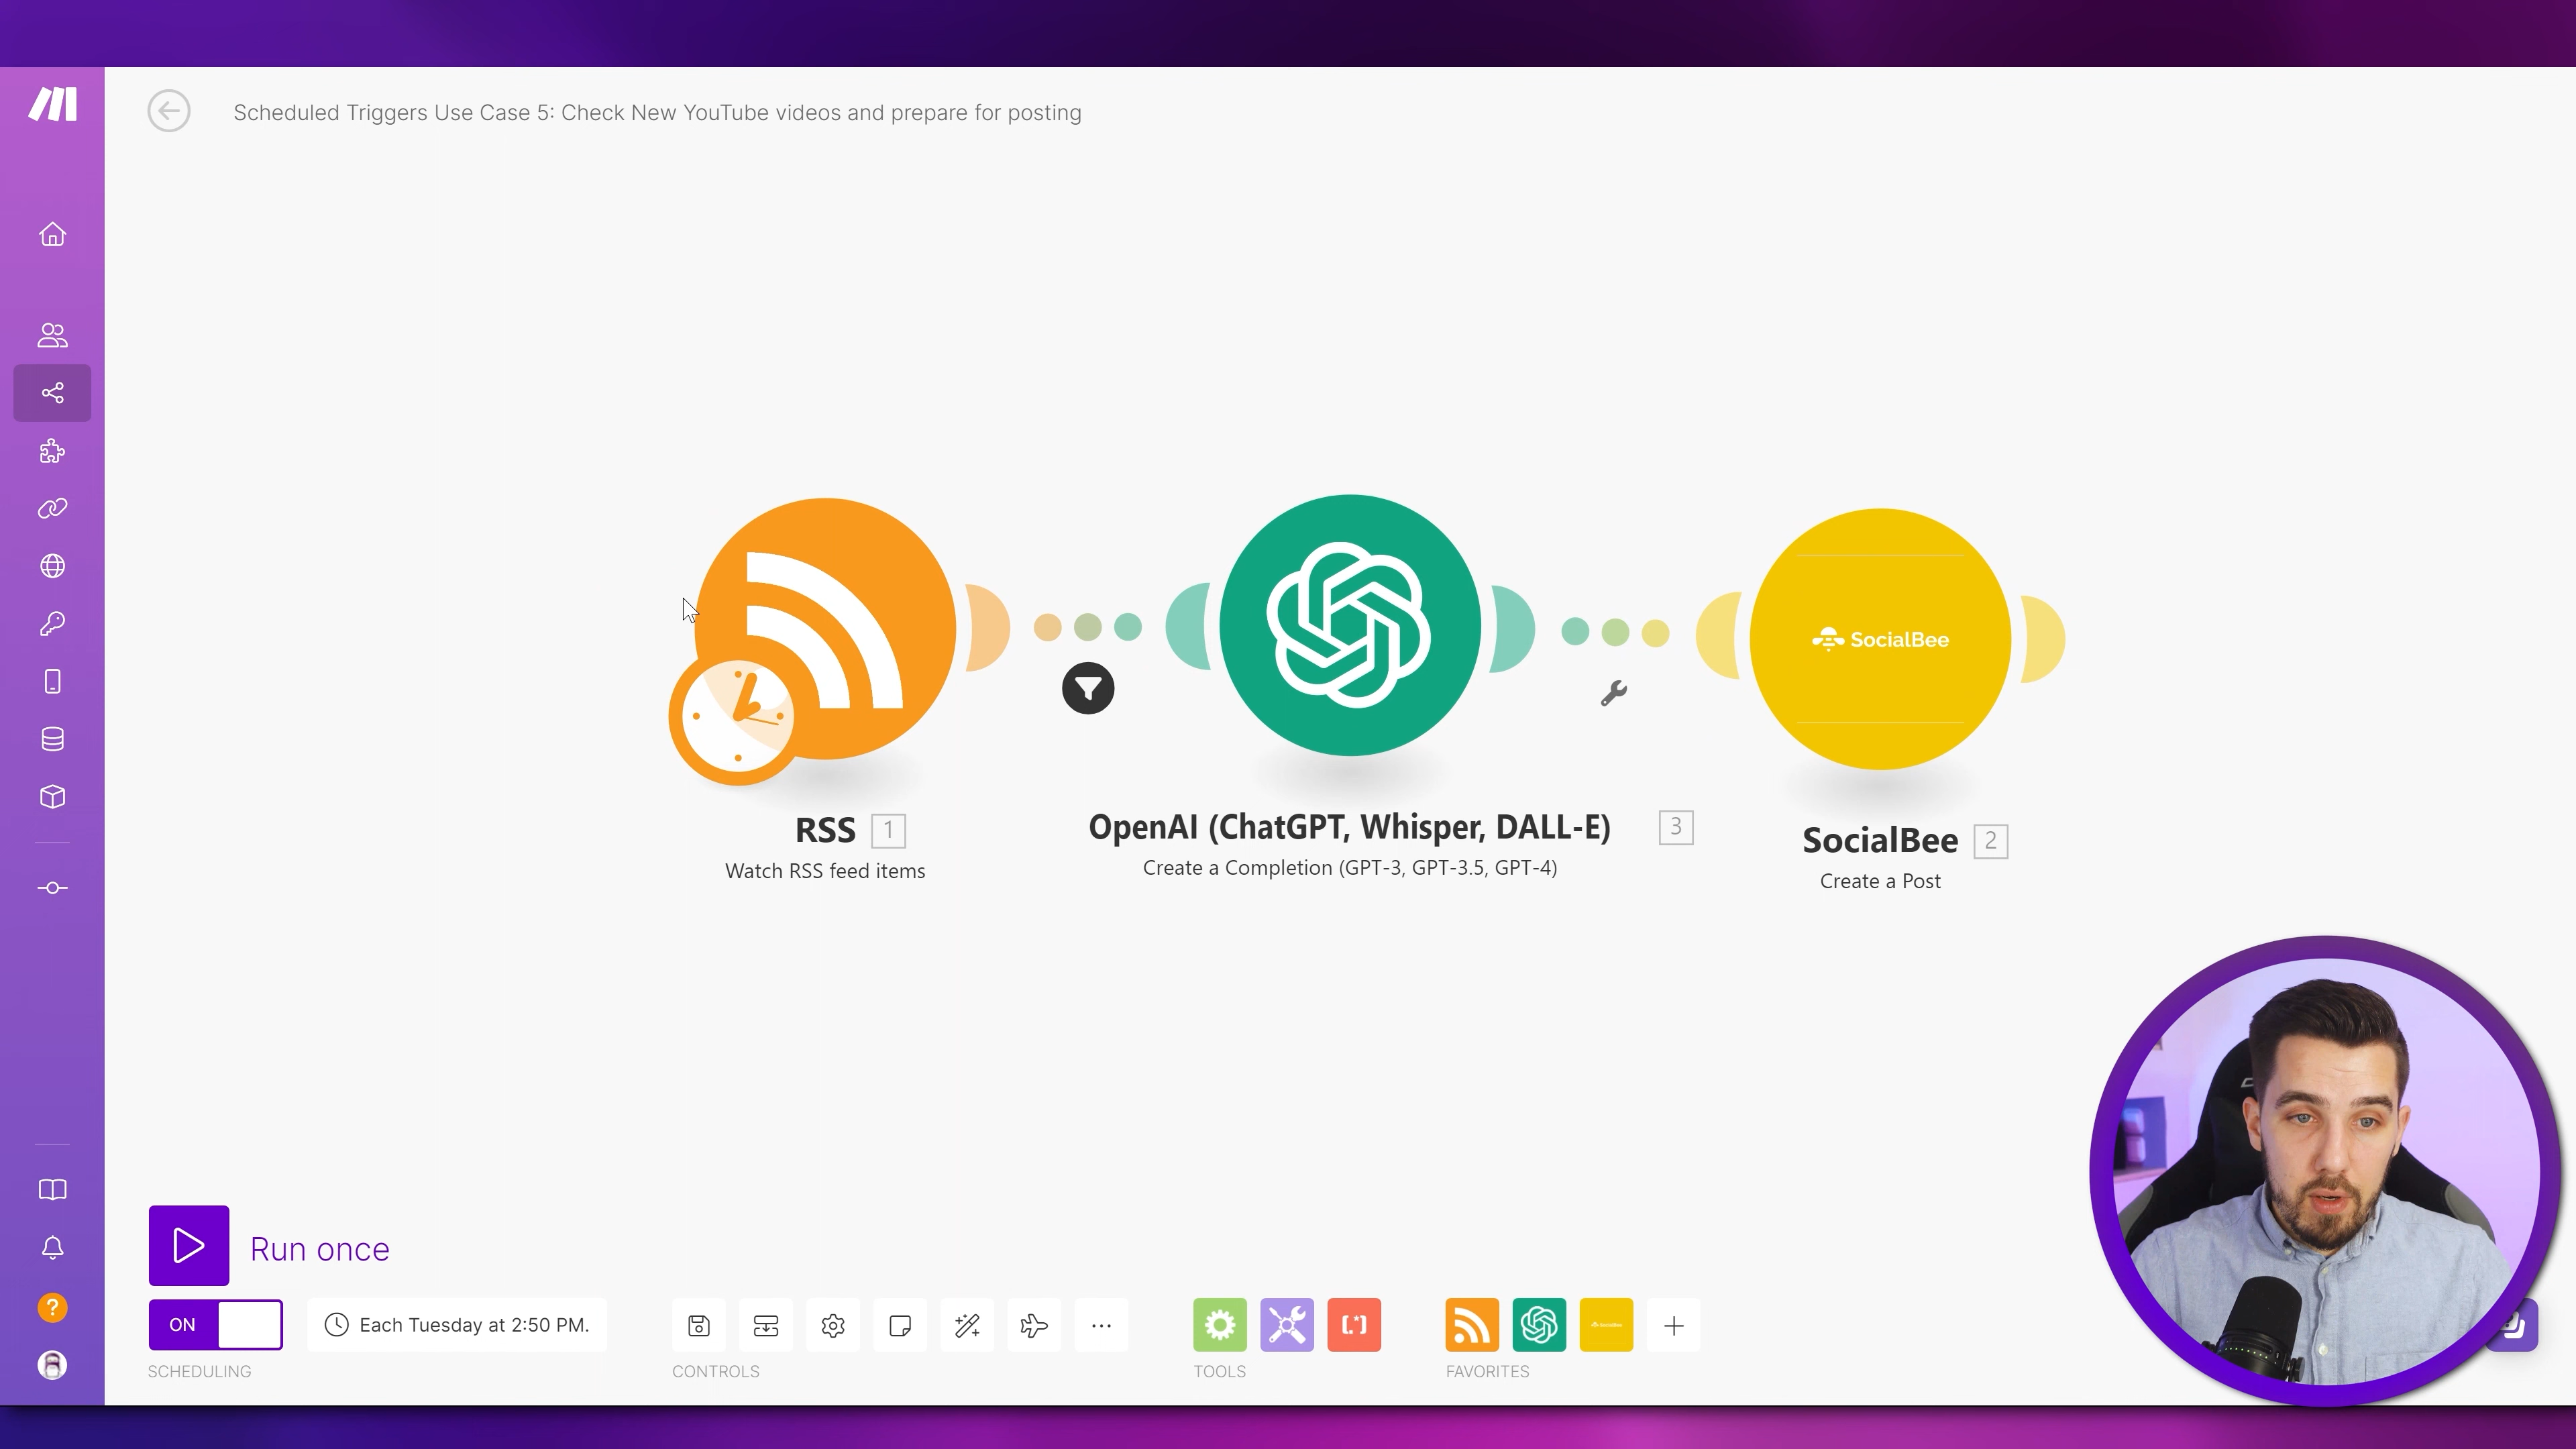 Scheduled Triggers Use Case 5: Check New YouTube videos and prepare for posting
SocialBee
RSS 1
Watch RSS feed items
OpenAI (ChatGPT, Whisper, DALL-E) 3
Create a Completion (GPT-3, GPT-3.5, GPT-4)
SocialBee 2
Create a Post
Run once
ON
Each Tuesday at 2:50 PM.
SCHEDULING
CONTROLS
TOOLS
FAVORITES